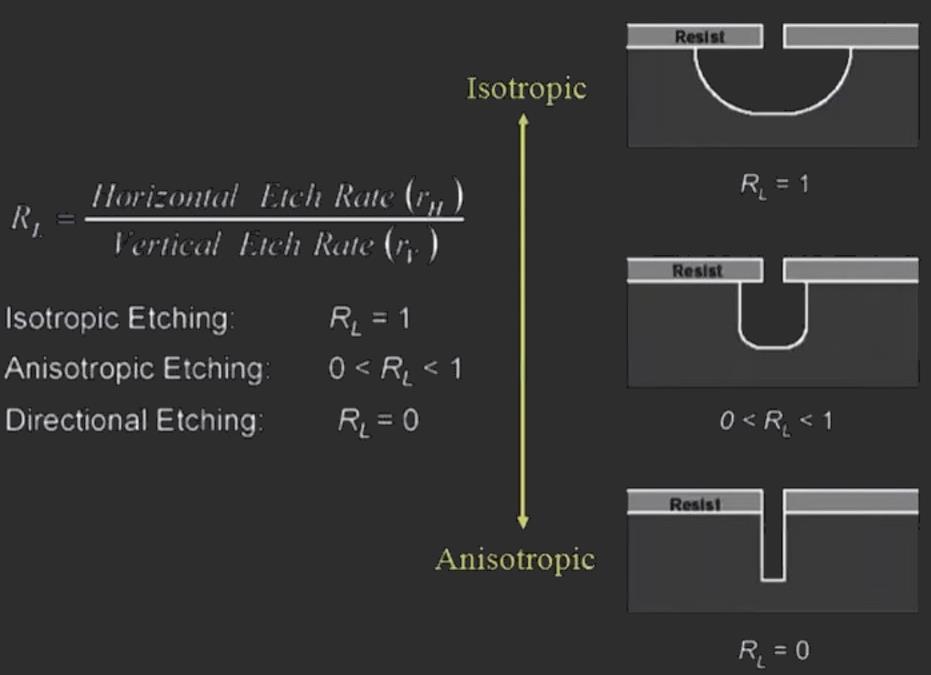 Isotropic
Anisotropic
R_L = Horizontal Etch Rate (r_H)
Vertical Etch Rate (r_V)
Isotropic Etching: R_L = 1
Anisotropic Etching: 0 < R_L < 1
Directional Etching: R_L = 0
Resist
R_L = 1
Resist
0 < R_L < 1
Resist
R_L = 0